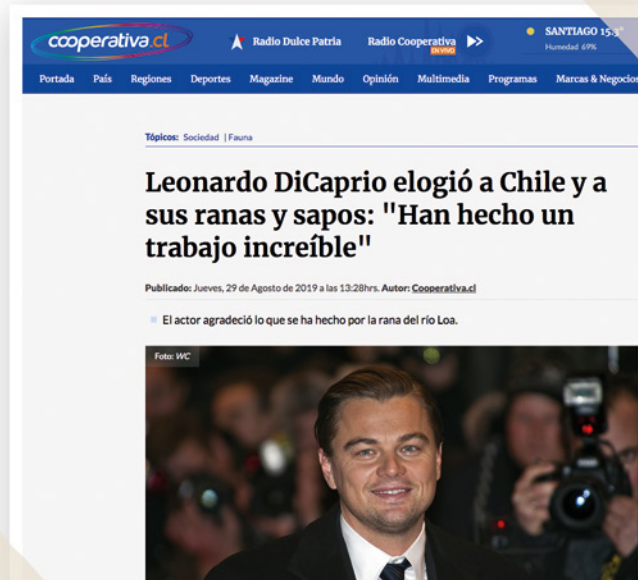 cooperativa.cl
Radio Dulce Patria
Radio Cooperativa
EN VIVO
SANTIAGO 15.3°
Humedad 69%
Portada País Regiones Deportes Magazine Mundo Opinión Multimedia Programas Marcas & Negocios
Tópicos: Sociedad | Fauna
Leonardo DiCaprio elogió a Chile y a
sus ranas y sapos: "Han hecho un
trabajo increíble"
Publicado: Jueves, 29 de Agosto de 2019 a las 13:28hrs. Autor: Cooperativa.cl
El actor agradeció lo que se ha hecho por la rana del río Loa.
Foto: WC